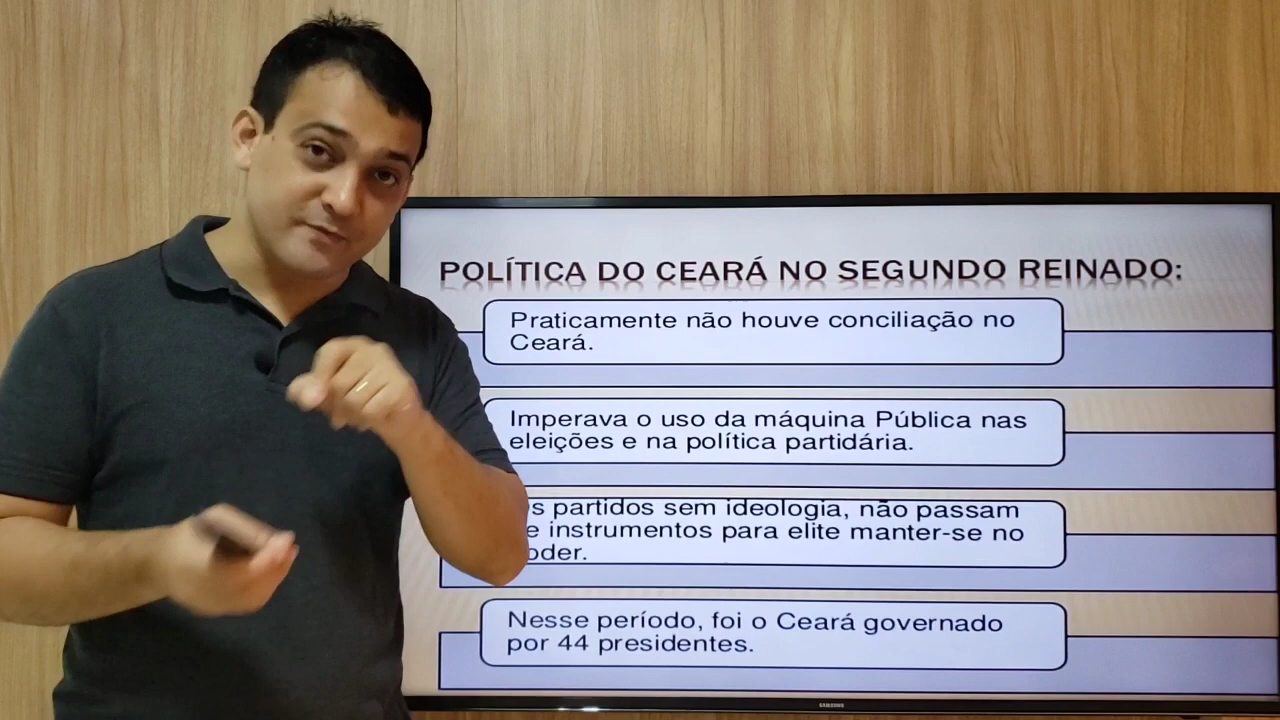 POLÍTICA DO CEARÁ NO SEGUNDO REINADO:
Praticamente não houve conciliação no
Ceará.
Imperava o uso da máquina Pública nas
eleições e na política partidária.
s partidos sem ideologia, não passam
e instrumentos para elite manter-se no
oder.
Nesse período, foi o Ceará governado
por 44 presidentes.
SAMSUNG